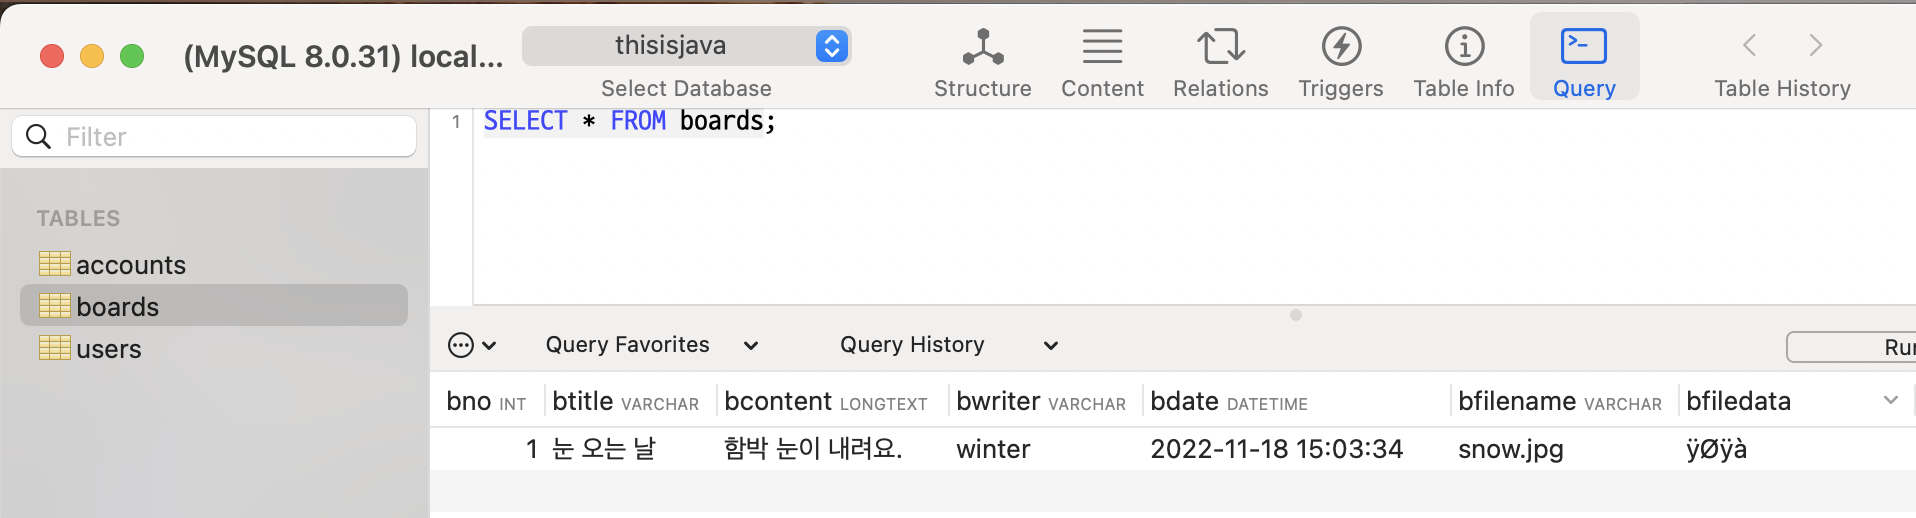 (MySQL 8.0.31) local...
thisisjava
Select Database
Structure
Content
Relations
Triggers
Table Info
Query
Table History
Filter
TABLES
accounts
boards
users
1 SELECT * FROM boards;
Query Favorites
Query History
bno INT btitle VARCHAR bcontent LONGTEXT bwriter VARCHAR bdate DATETIME bfilename VARCHAR bfiledata
1 눈 오는 날 함박 눈이 내려요. winter 2022-11-18 15:03:34 snow.jpg ÿØÿà